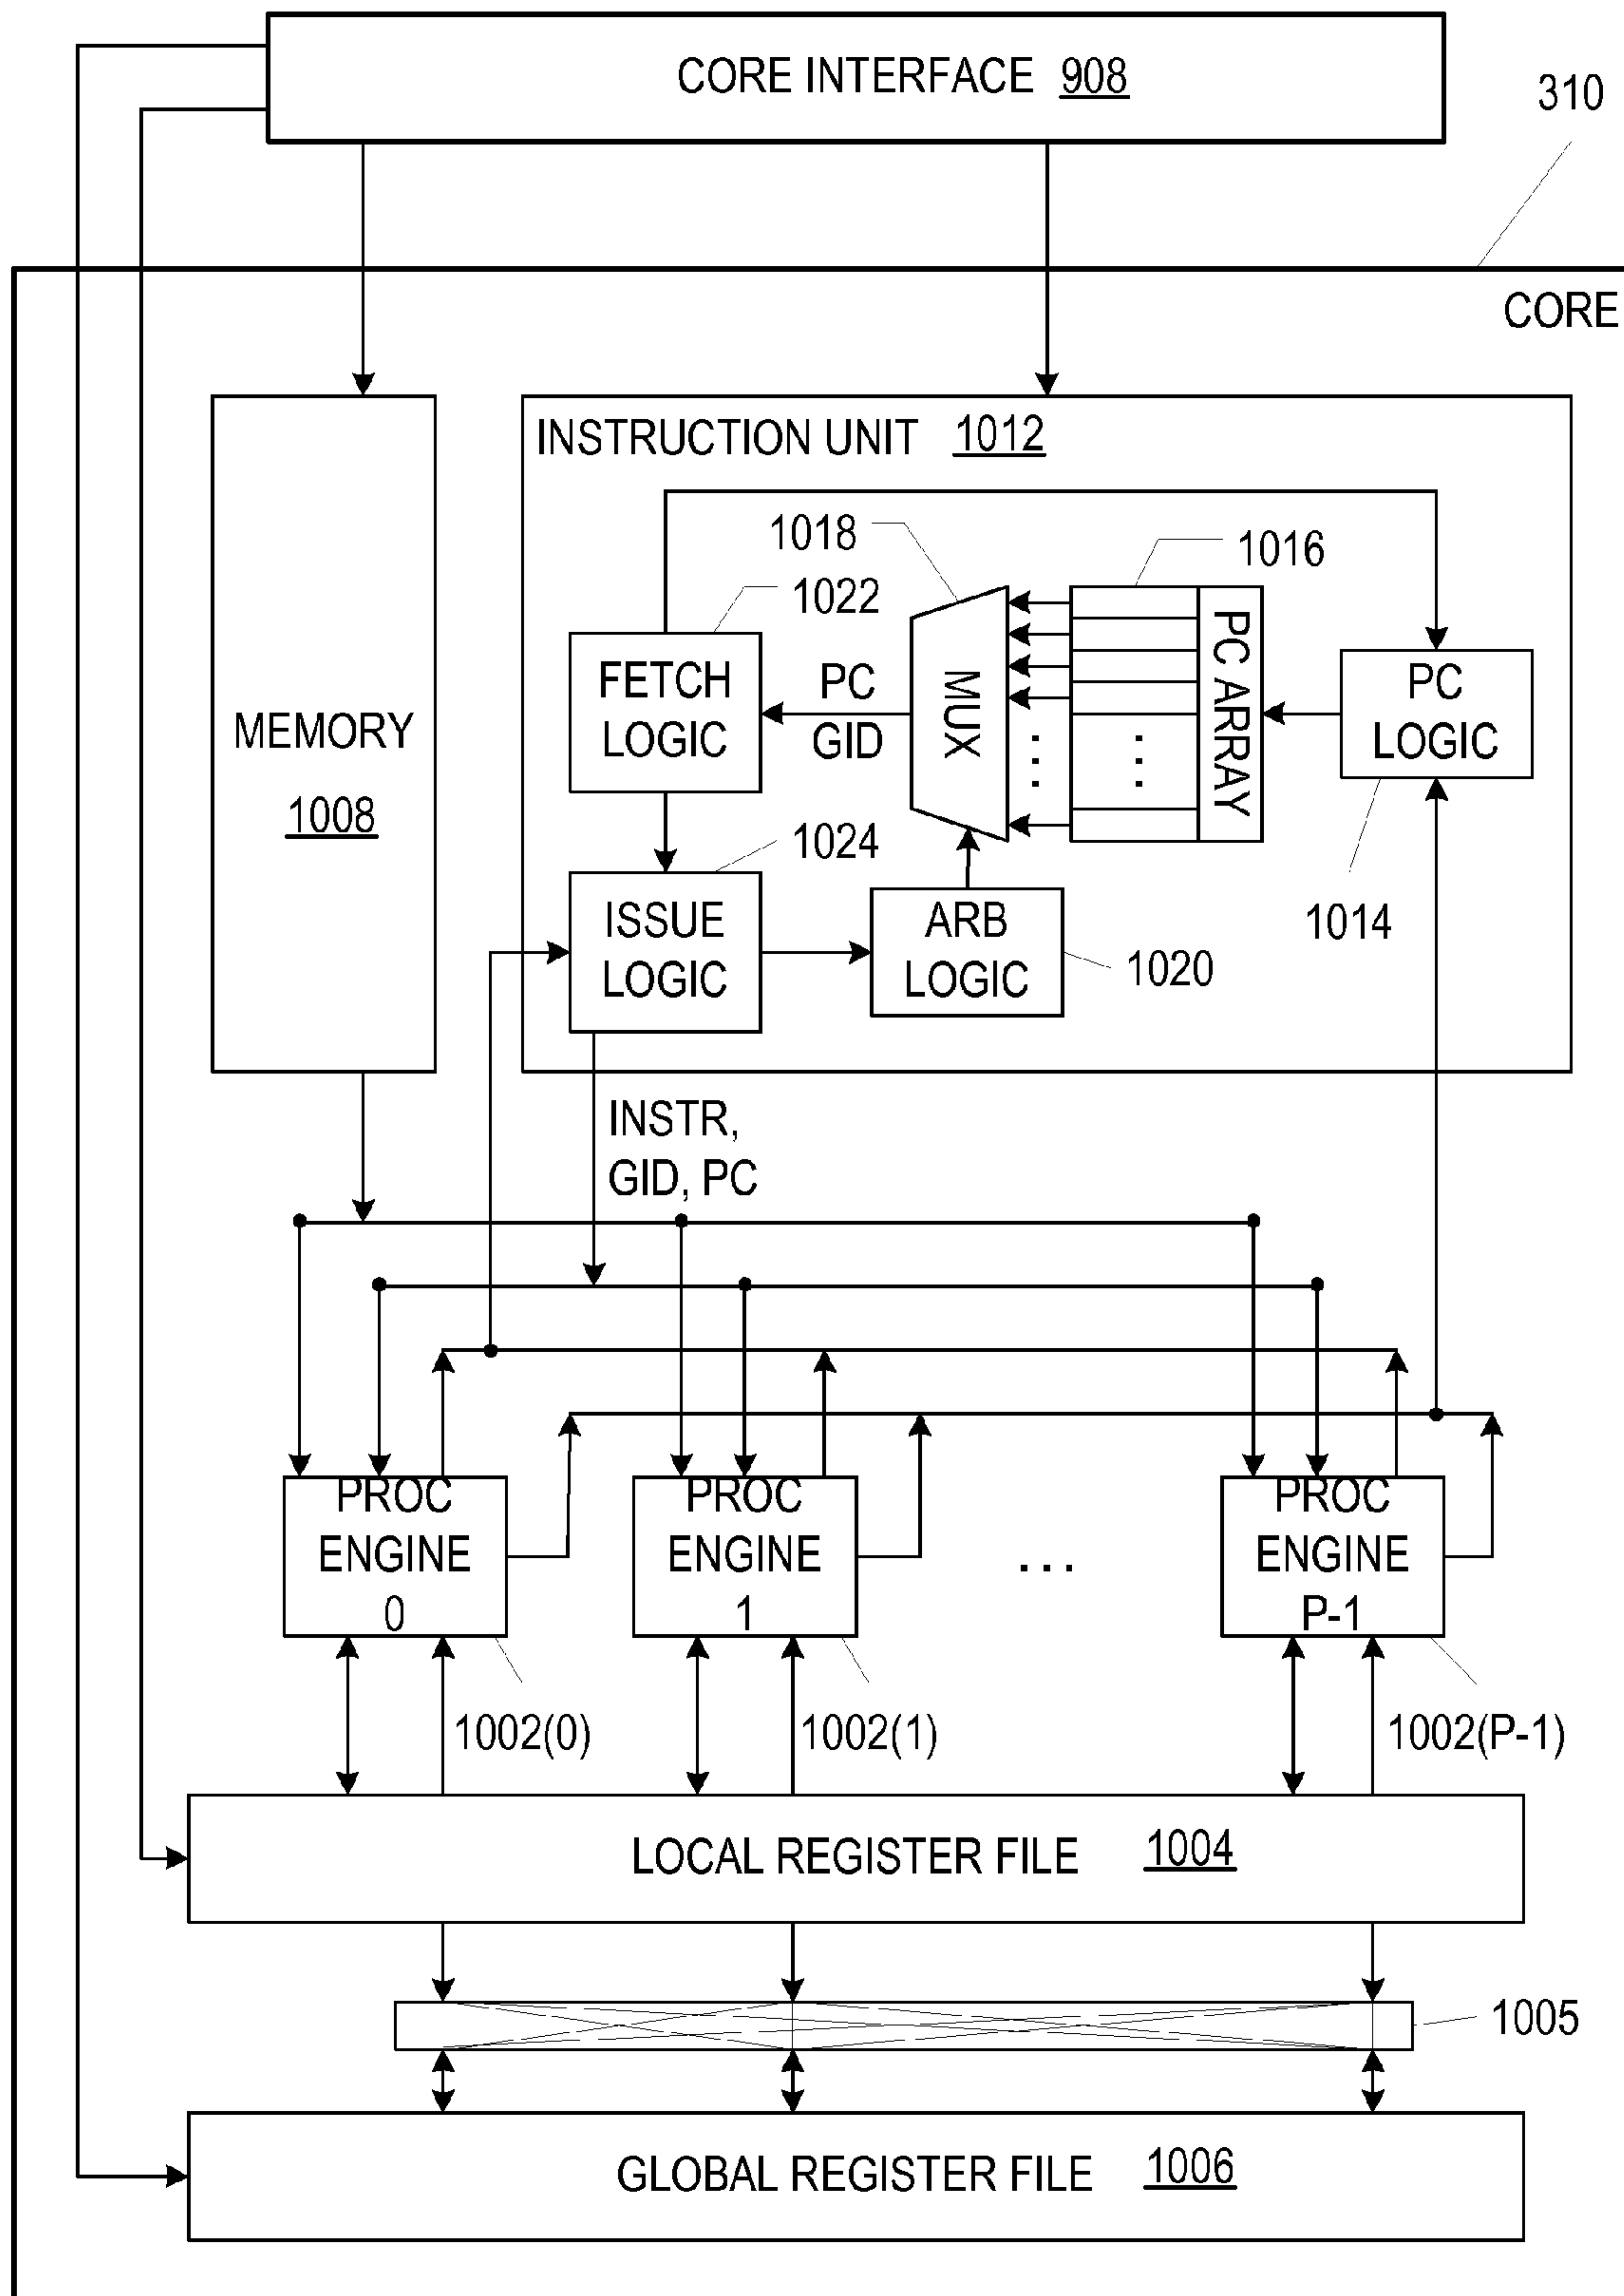 CORE INTERFACE 908
310
CORE
INSTRUCTION UNIT 1012
1018
1016
1022
FETCH
LOGIC
PC
GID
MUX
PC ARRAY
PC
LOGIC
MEMORY
1008
1024
1014
ISSUE
LOGIC
ARB
LOGIC
1020
INSTR,
GID, PC
PROC
ENGINE
0
PROC
ENGINE
1
...
PROC
ENGINE
P-1
1002(0)
1002(1)
1002(P-1)
LOCAL REGISTER FILE 1004
1005
GLOBAL REGISTER FILE 1006